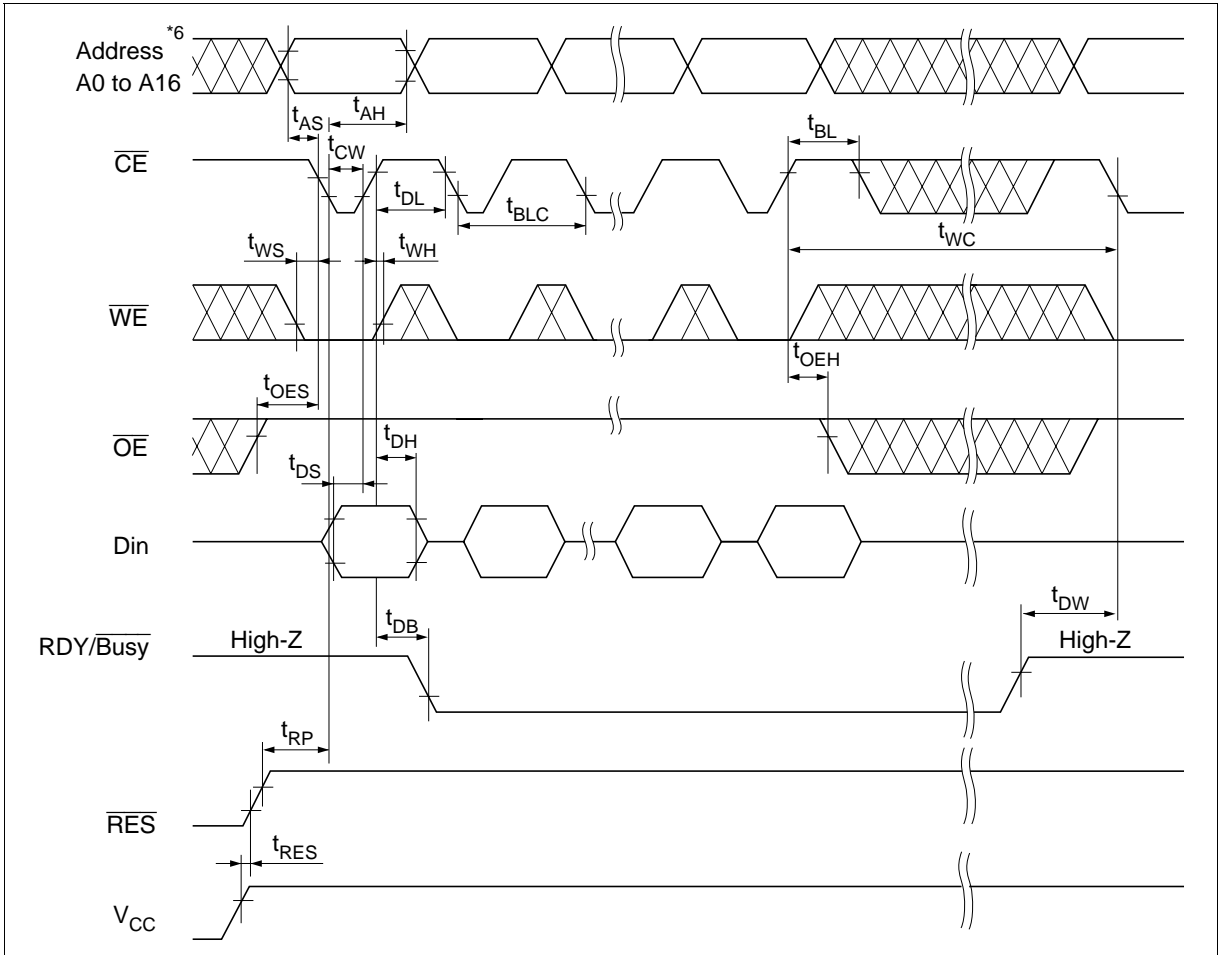 Address *6
A0 to A16
tAS
tAH
tBL
CE
tCW
tDL
tBLC
tWC
tWS
tWH
WE
tOEH
tOES
OE
tDH
tDS
Din
tDB
tDW
RDY/Busy
High-Z
High-Z
tRP
RES
tRES
VCC